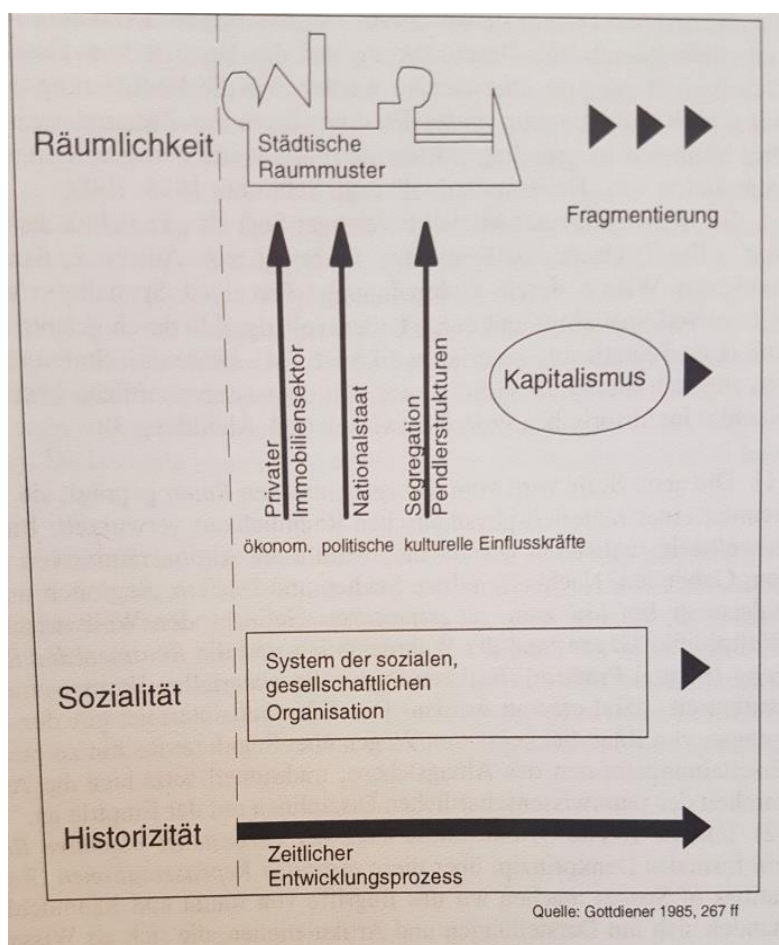 Räumlichkeit
Städtische
Raummuster
Fragmentierung
Privater
Immobiliensektor
Nationalstaat
Segregation
Pendlerstrukturen
Kapitalismus
ökonom. politische kulturelle Einflusskräfte
Sozialität
System der sozialen,
gesellschaftlichen
Organisation
Historizität
Zeitlicher
Entwicklungsprozess
Quelle: Gottdiener 1985, 267 ff